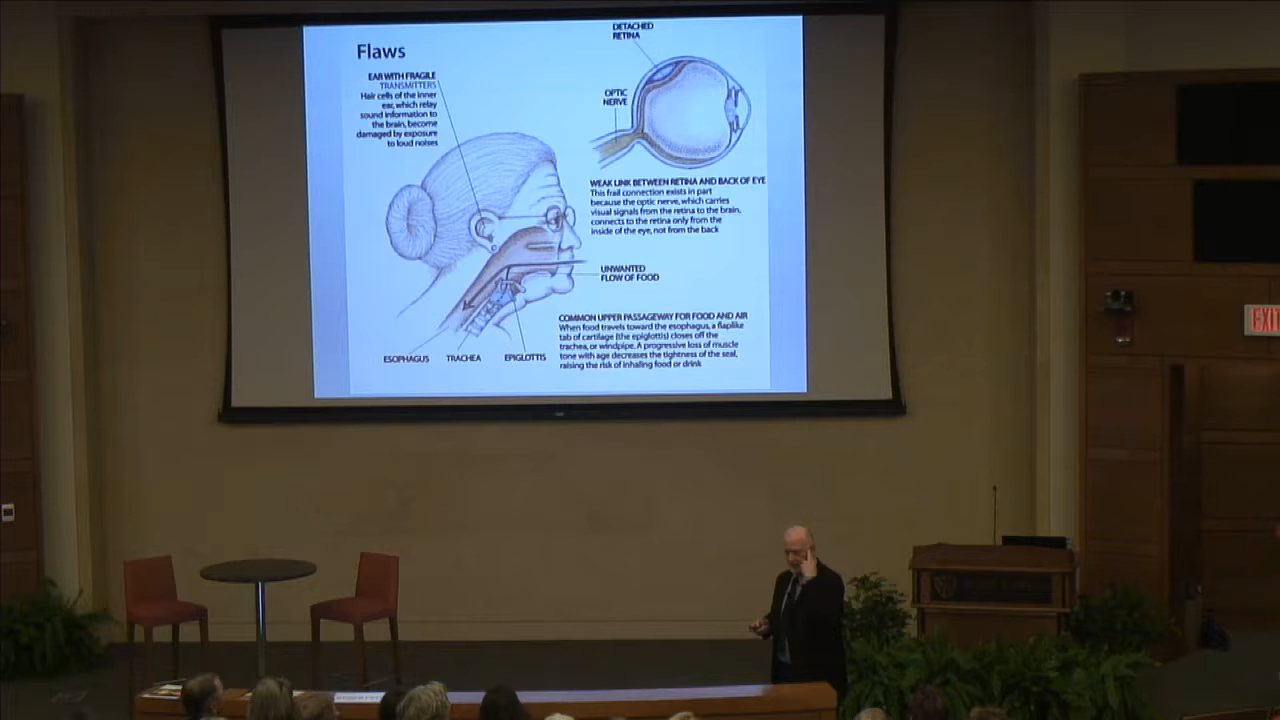 Flaws
EAR WITH FRAGILE
TRANSMITTERS
Hair cells of the inner
ear, which relay
sound information to
the brain, become
damaged by exposure
to loud noises
DETACHED
RETINA
OPTIC
NERVE
WEAK LINK BETWEEN RETINA AND BACK OF EYE
This frail connection exists in part
because the optic nerve, which carries
visual signals from the retina to the brain,
connects to the retina only from the
inside of the eye, not from the back
UNWANTED
FLOW OF FOOD
COMMON UPPER PASSAGEWAY FOR FOOD AND AIR
When food travels toward the esophagus, a flaplike
tab of cartilage (the epiglottis) closes off the
trachea, or windpipe. A progressive loss of muscle
tone with age decreases the tightness of the seal,
raising the risk of inhaling food or drink
ESOPHAGUS TRACHEA EPIGLOTTIS
EXIT